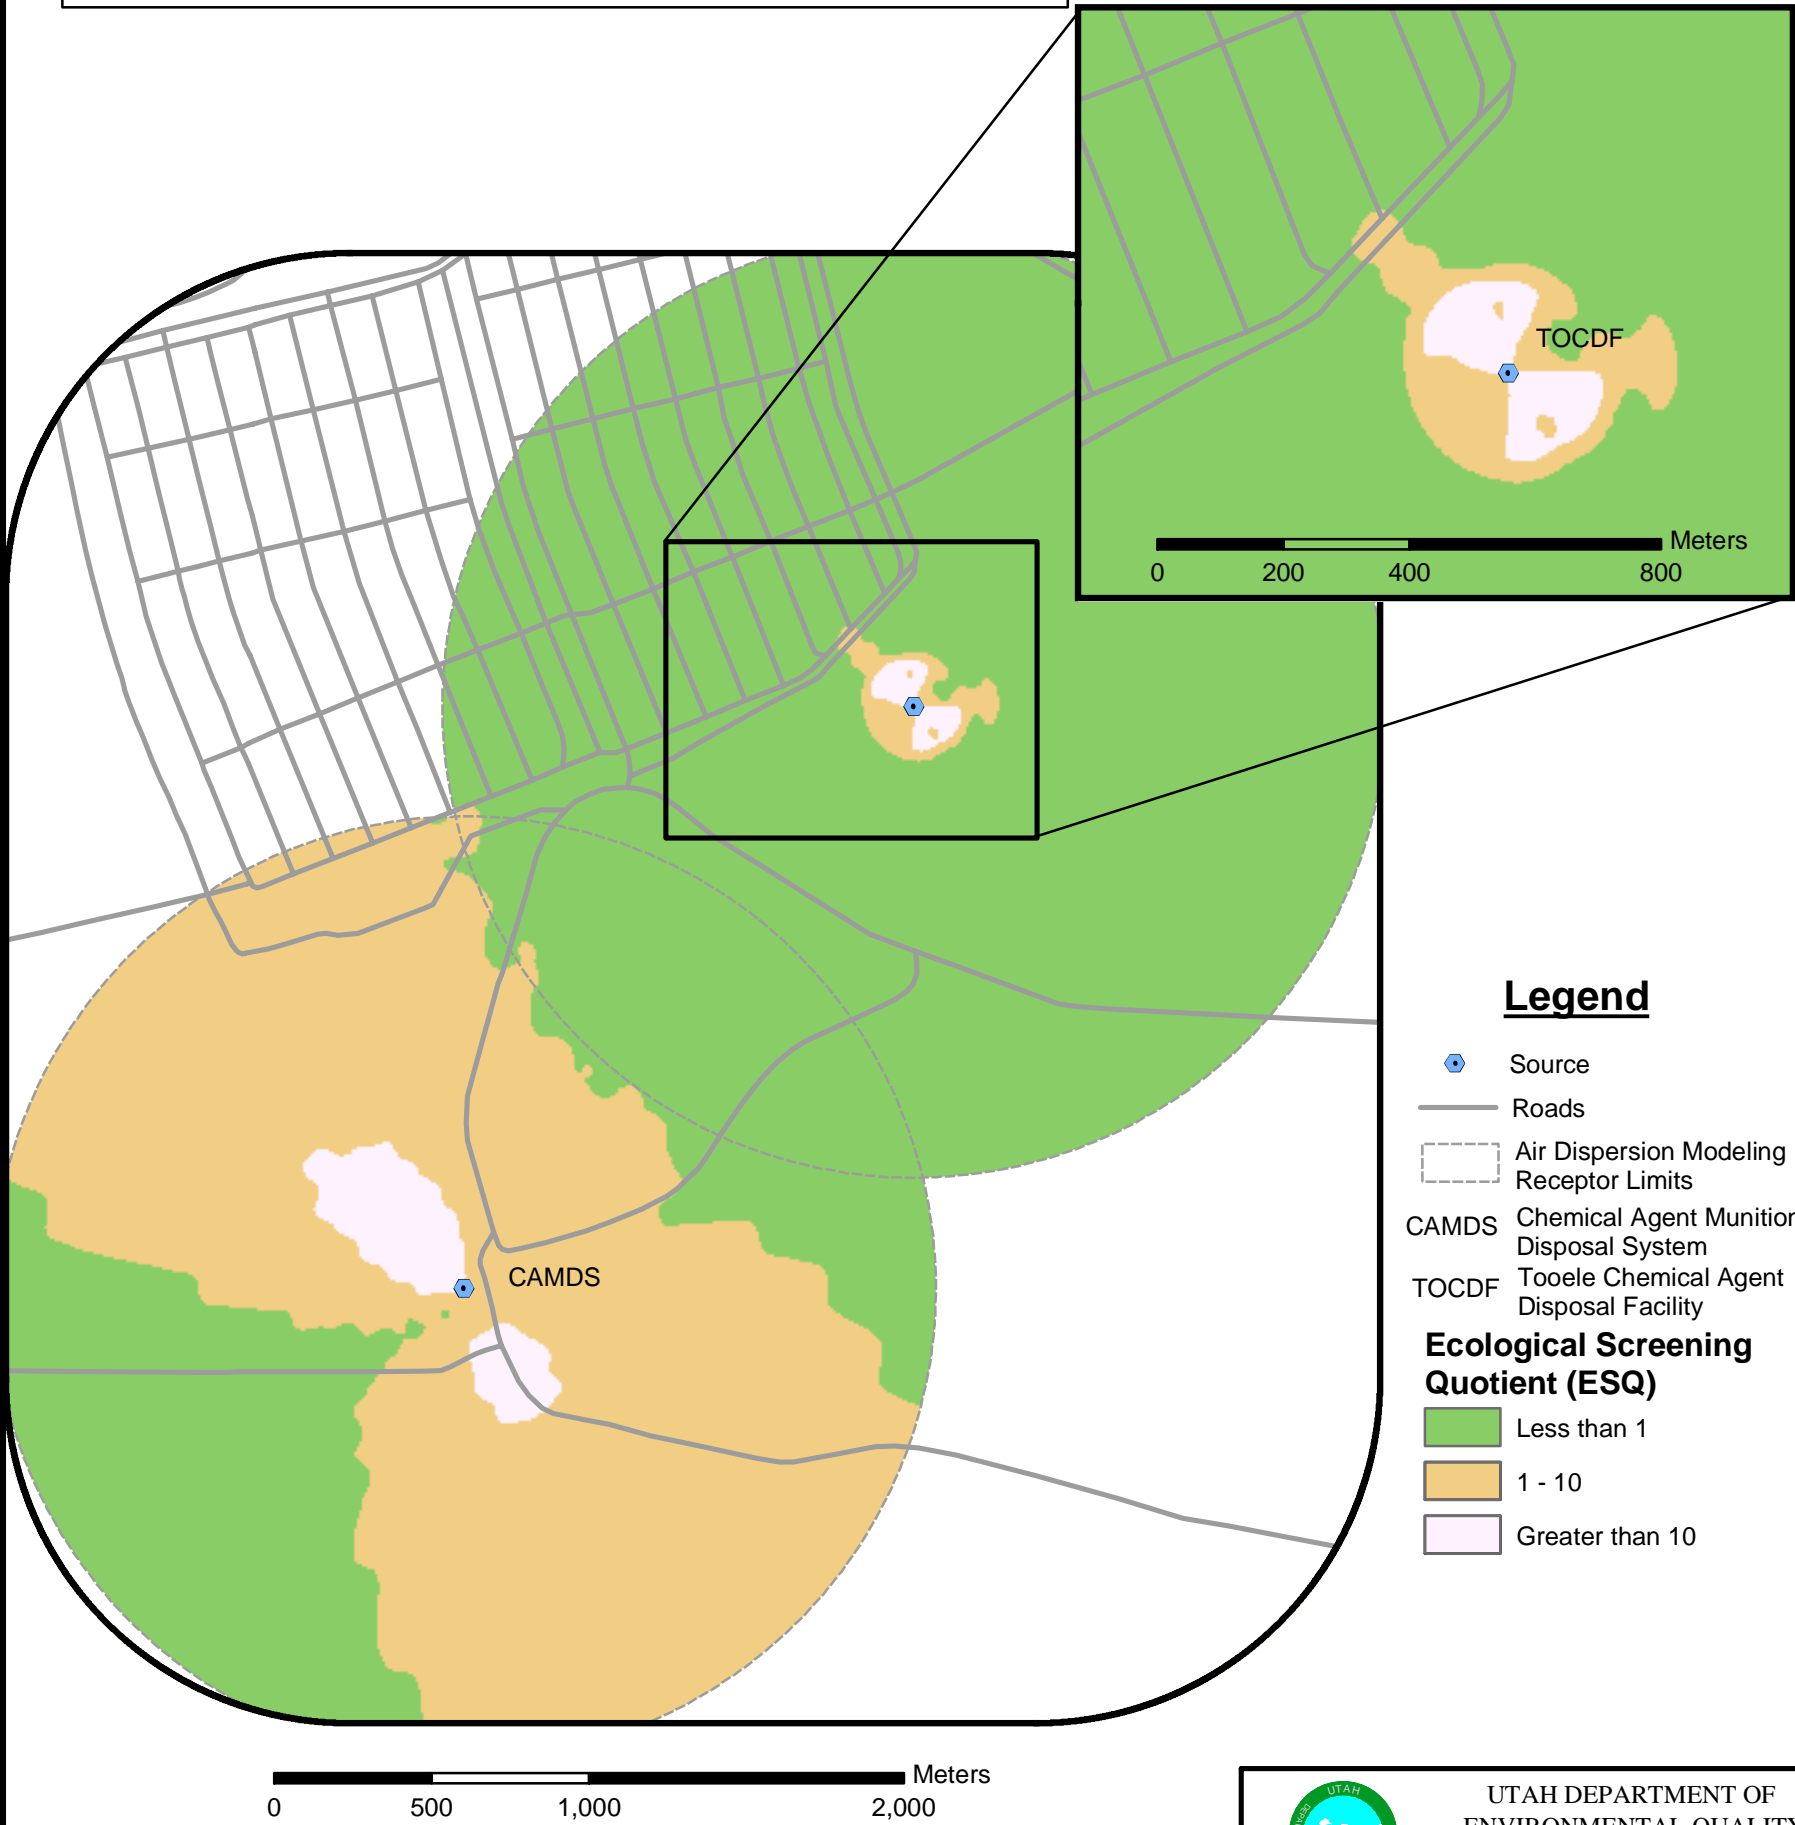 TOCDF
Meters
0 200 400 800
CAMDS
Legend
Source
Roads
Air Dispersion Modeling
Receptor Limits
CAMDS Chemical Agent Munition
Disposal System
TOCDF Tooele Chemical Agent
Disposal Facility
Ecological Screening
Quotient (ESQ)
Less than 1
1 - 10
Greater than 10
Meters
0 500 1,000 2,000
UTAH
UTAH DEPARTMENT OF
ENVIRONMENTAL QUALITY